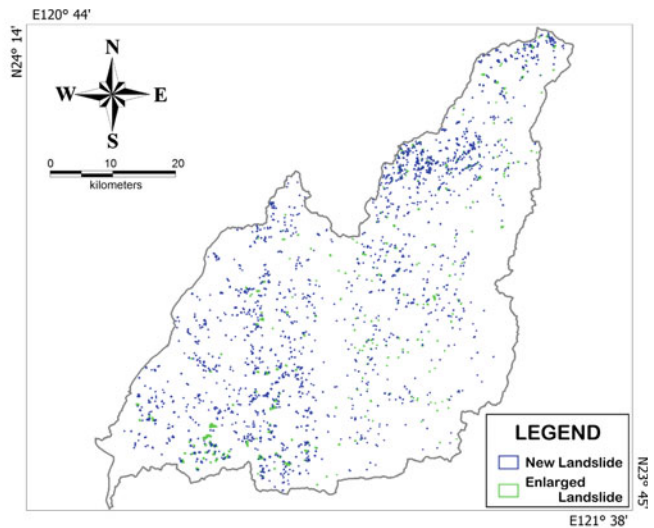 E120° 44'
N24° 14'
N
W E
S
0 10 20
kilometers
LEGEND
New Landslide
Enlarged
Landslide
N23° 45'
E121° 38'